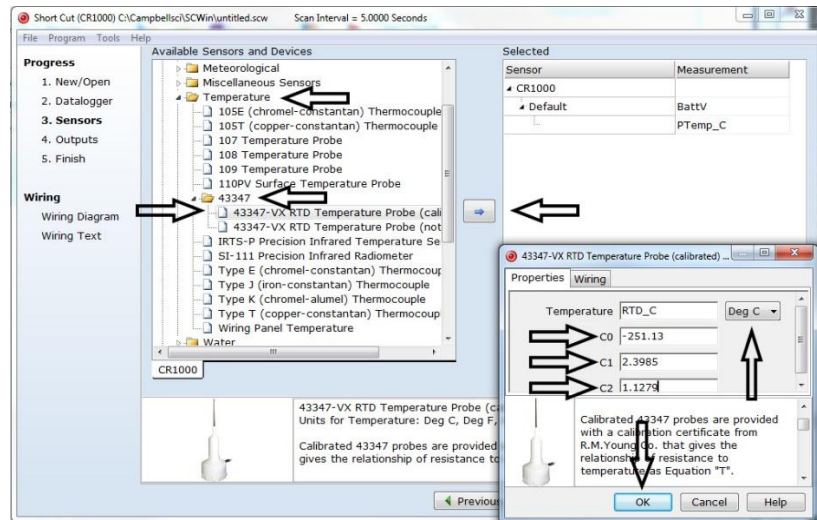 Short Cut (CR1000) C:\Campbellsci\SCWin\untitled.scw Scan Interval = 5.0000 Seconds
File Program Tools Help
Progress
1. New/Open
2. Datalogger
3. Sensors
4. Outputs
5. Finish
Wiring
Wiring Diagram
Wiring Text
Available Sensors and Devices
Meteorological
Miscellaneous Sensors
Temperature
105E (chromel-constantan) Thermocouple
105T (copper-constantan) Thermocouple
107 Temperature Probe
108 Temperature Probe
109 Temperature Probe
110PV Surface Temperature Probe
43347
43347-VX RTD Temperature Probe (cali
43347-VX RTD Temperature Probe (not
IRTS-P Precision Infrared Temperature Se
SI-111 Precision Infrared Radiometer
Type E (chromel-constantan) Thermocoup
Type J (iron-constantan) Thermocouple
Type K (chromel-alumel) Thermocouple
Type T (copper-constantan) Thermocoup
Wiring Panel Temperature
Water
CR1000
Selected
Sensor Measurement
CR1000
Default BattV
PTemp_C
43347-VX RTD Temperature Probe (ca
Units for Temperature: Deg C, Deg F,
Calibrated 43347 probes are provided
gives the relationship of resistance to
Previous
43347-VX RTD Temperature Probe (calibrated) ...
Properties Wiring
Temperature RTD_C Deg C
C0 -251.13
C1 2.3985
C2 1.1279
Calibrated 43347 probes are provided
with a calibration certificate from
R.M.Young Co. that gives the
relationship of resistance to
temperature as Equation "T".
OK Cancel Help